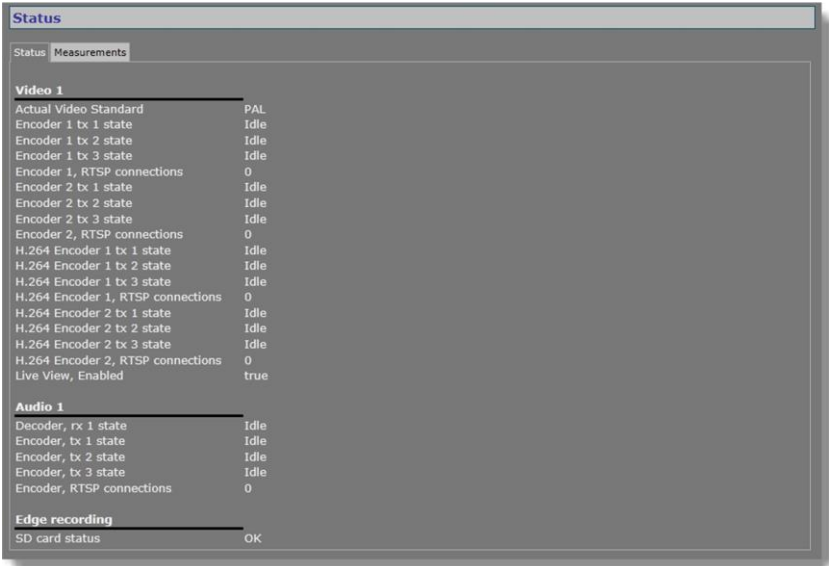 Status
Status Measurements
Video 1
Actual Video Standard PAL
Encoder 1 tx 1 state Idle
Encoder 1 tx 2 state Idle
Encoder 1 tx 3 state Idle
Encoder 1, RTSP connections 0
Encoder 2 tx 1 state Idle
Encoder 2 tx 2 state Idle
Encoder 2 tx 3 state Idle
Encoder 2, RTSP connections 0
H.264 Encoder 1 tx 1 state Idle
H.264 Encoder 1 tx 2 state Idle
H.264 Encoder 1 tx 3 state Idle
H.264 Encoder 1, RTSP connections 0
H.264 Encoder 2 tx 1 state Idle
H.264 Encoder 2 tx 2 state Idle
H.264 Encoder 2 tx 3 state Idle
H.264 Encoder 2, RTSP connections 0
Live View, Enabled true
Audio 1
Decoder, rx 1 state Idle
Encoder, tx 1 state Idle
Encoder, tx 2 state Idle
Encoder, tx 3 state Idle
Encoder, RTSP connections 0
Edge recording
SD card status OK